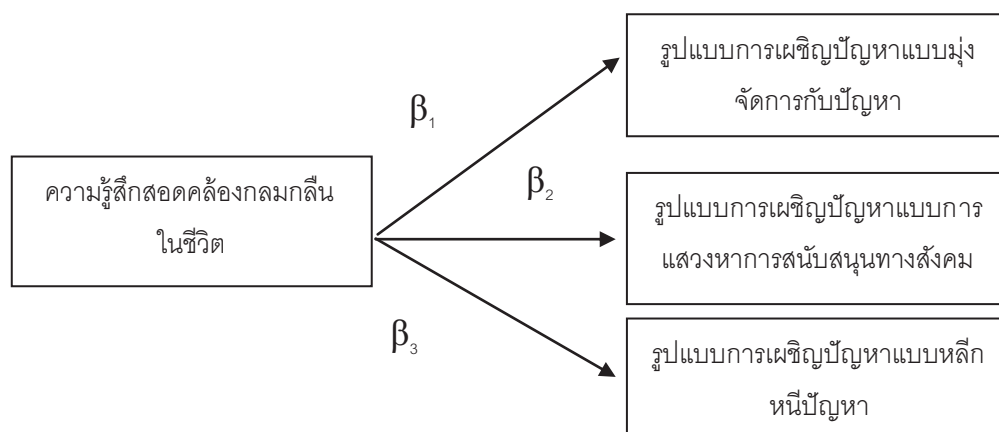 รูปแบบการเผชิญปัญหาแบบมุ่ง
จัดการกับปัญหา
β₁
ความรู้สึกสอดคล้องกลมกลืน
ในชีวิต
β₂
รูปแบบการเผชิญปัญหาแบบการ
แสวงหาการสนับสนุนทางสังคม
β₃
รูปแบบการเผชิญปัญหาแบบหลีก
หนีปัญหา